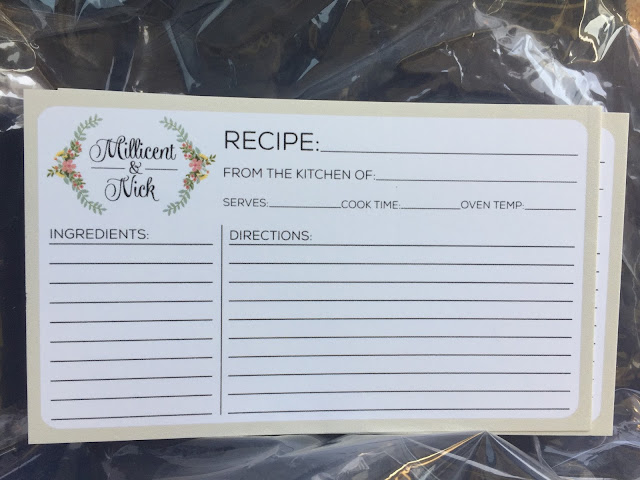 Millicent
&
Nick
RECIPE:
FROM THE KITCHEN OF:
SERVES: COOK TIME: OVEN TEMP:
INGREDIENTS:
DIRECTIONS: